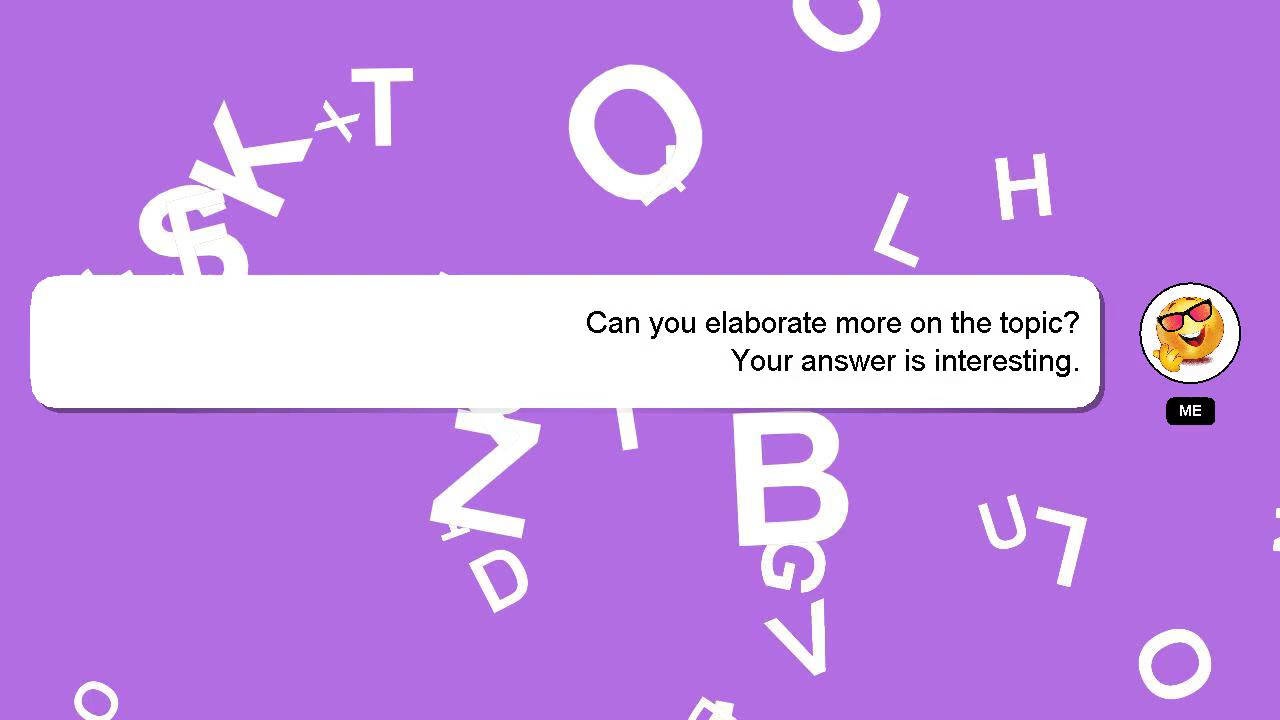 O
T
X
K
O
H
S
L
Can you elaborate more on the topic?
Your answer is interesting.
ME
B
Z
U
L
D
G
V
O
O